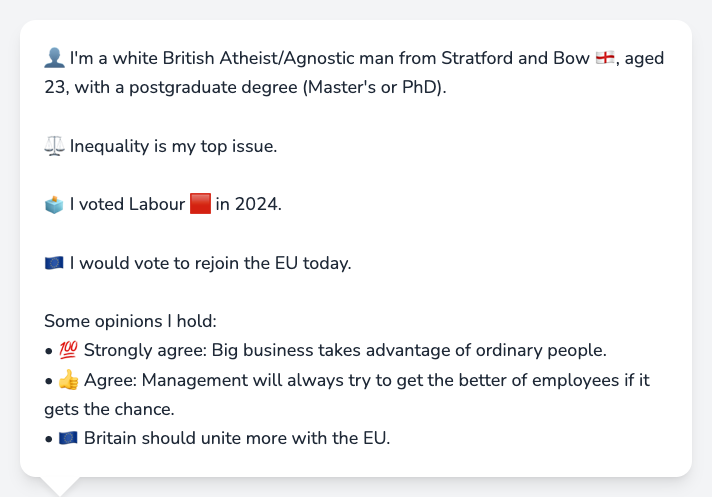 👤 I'm a white British Atheist/Agnostic man from Stratford and Bow 🏴󠁧󠁢󠁥󠁮󠁧󠁿, aged
23, with a postgraduate degree (Master's or PhD).
⚖️ Inequality is my top issue.
🗳️ I voted Labour 🟥 in 2024.
🇪🇺 I would vote to rejoin the EU today.
Some opinions I hold:
• 💯 Strongly agree: Big business takes advantage of ordinary people.
• 👍 Agree: Management will always try to get the better of employees if it
gets the chance.
• 🇪🇺 Britain should unite more with the EU.